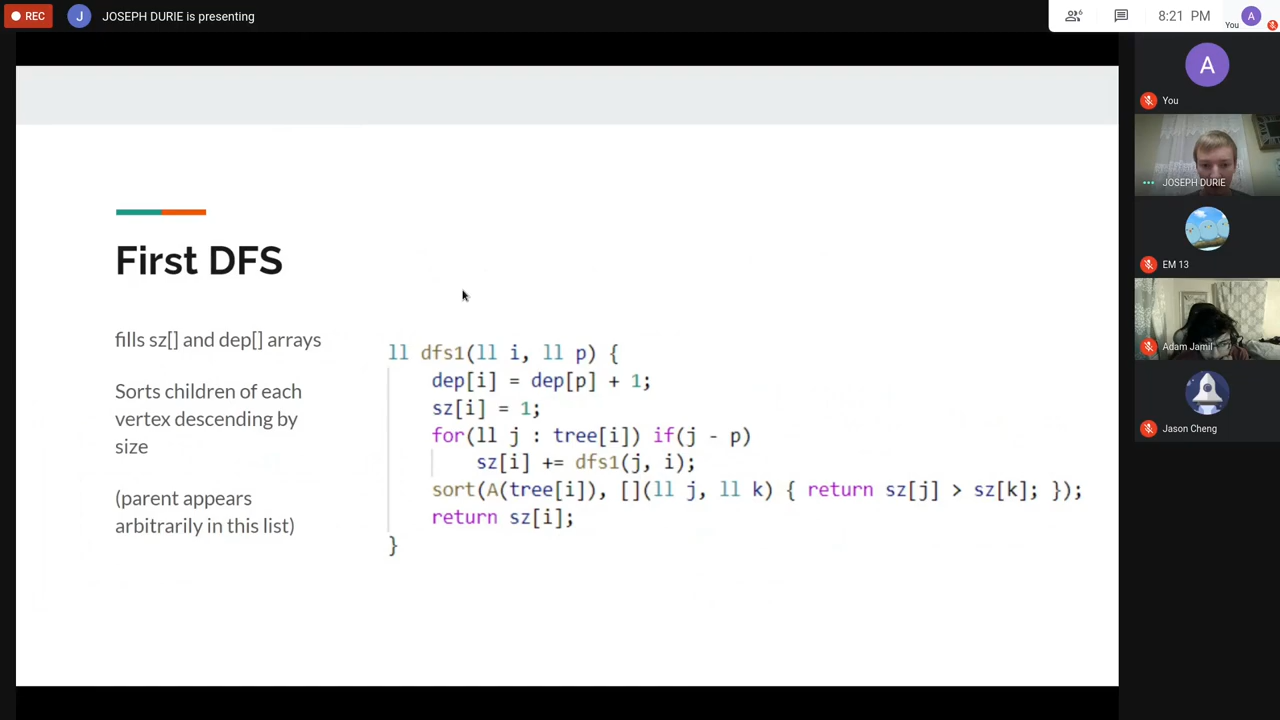 REC
J
JOSEPH DURIE is presenting
6
8:21 PM
You
A
A
You
JOSEPH DURIE
EM 13
Adam Jamil
Jason Cheng
First DFS
fills sz[] and dep[] arrays
Sorts children of each
vertex descending by
size
(parent appears
arbitrarily in this list)
ll dfs1(ll i, ll p) {
dep[i] = dep[p] + 1;
sz[i] = 1;
for(ll j : tree[i]) if(j - p)
sz[i] += dfs1(j, i);
sort(A(tree[i]), [](ll j, ll k) { return sz[j] > sz[k]; });
return sz[i];
}